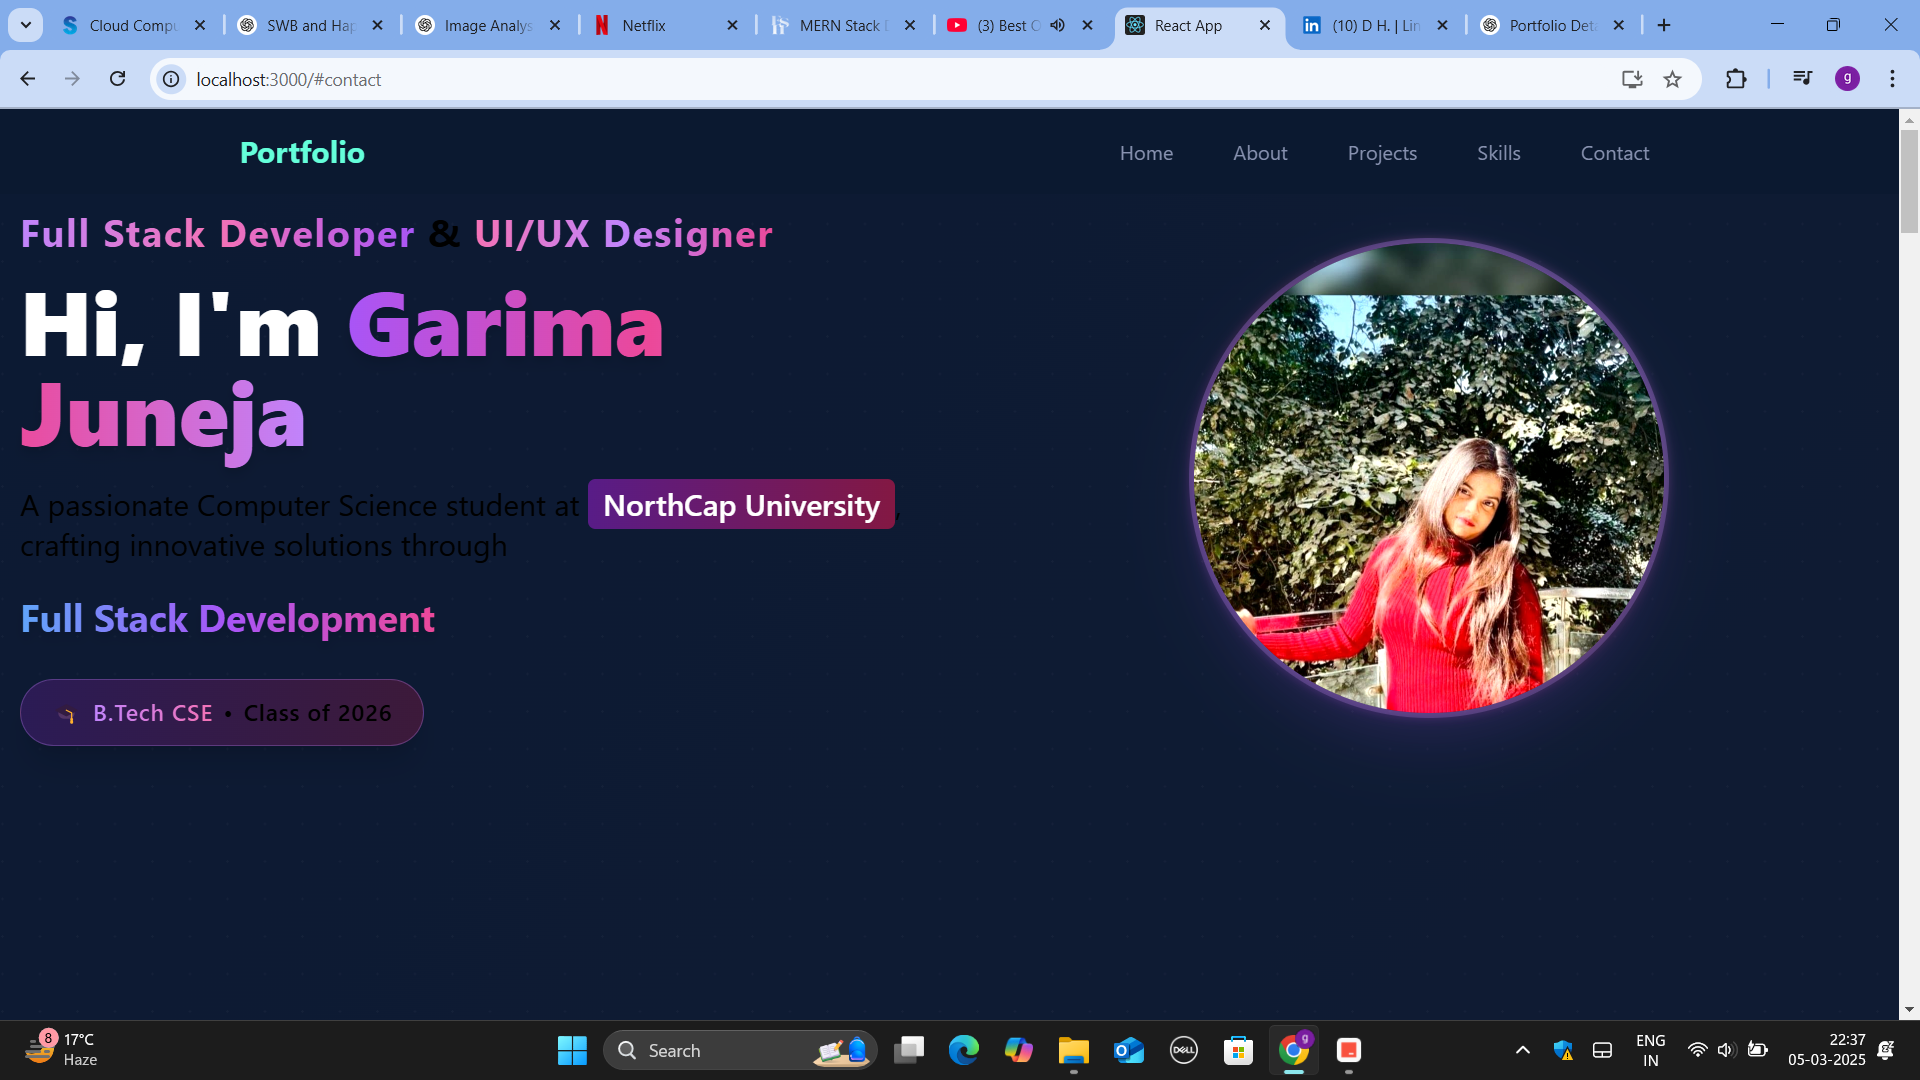 Cloud Compu
SWB and Hap
Image Analys
Netflix
MERN Stack
(3) Best O
React App
(10) D H. | Lin
Portfolio Det
localhost:3000/#contact
g
Portfolio
Home
About
Projects
Skills
Contact
Full Stack Developer & UI/UX Designer
Hi, I'm Garima
Juneja
A passionate Computer Science student at NorthCap University,
crafting innovative solutions through
Full Stack Development
B.Tech CSE • Class of 2026
8
17°C
Haze
Search
DELL
g
ENG
IN
22:37
05-03-2025